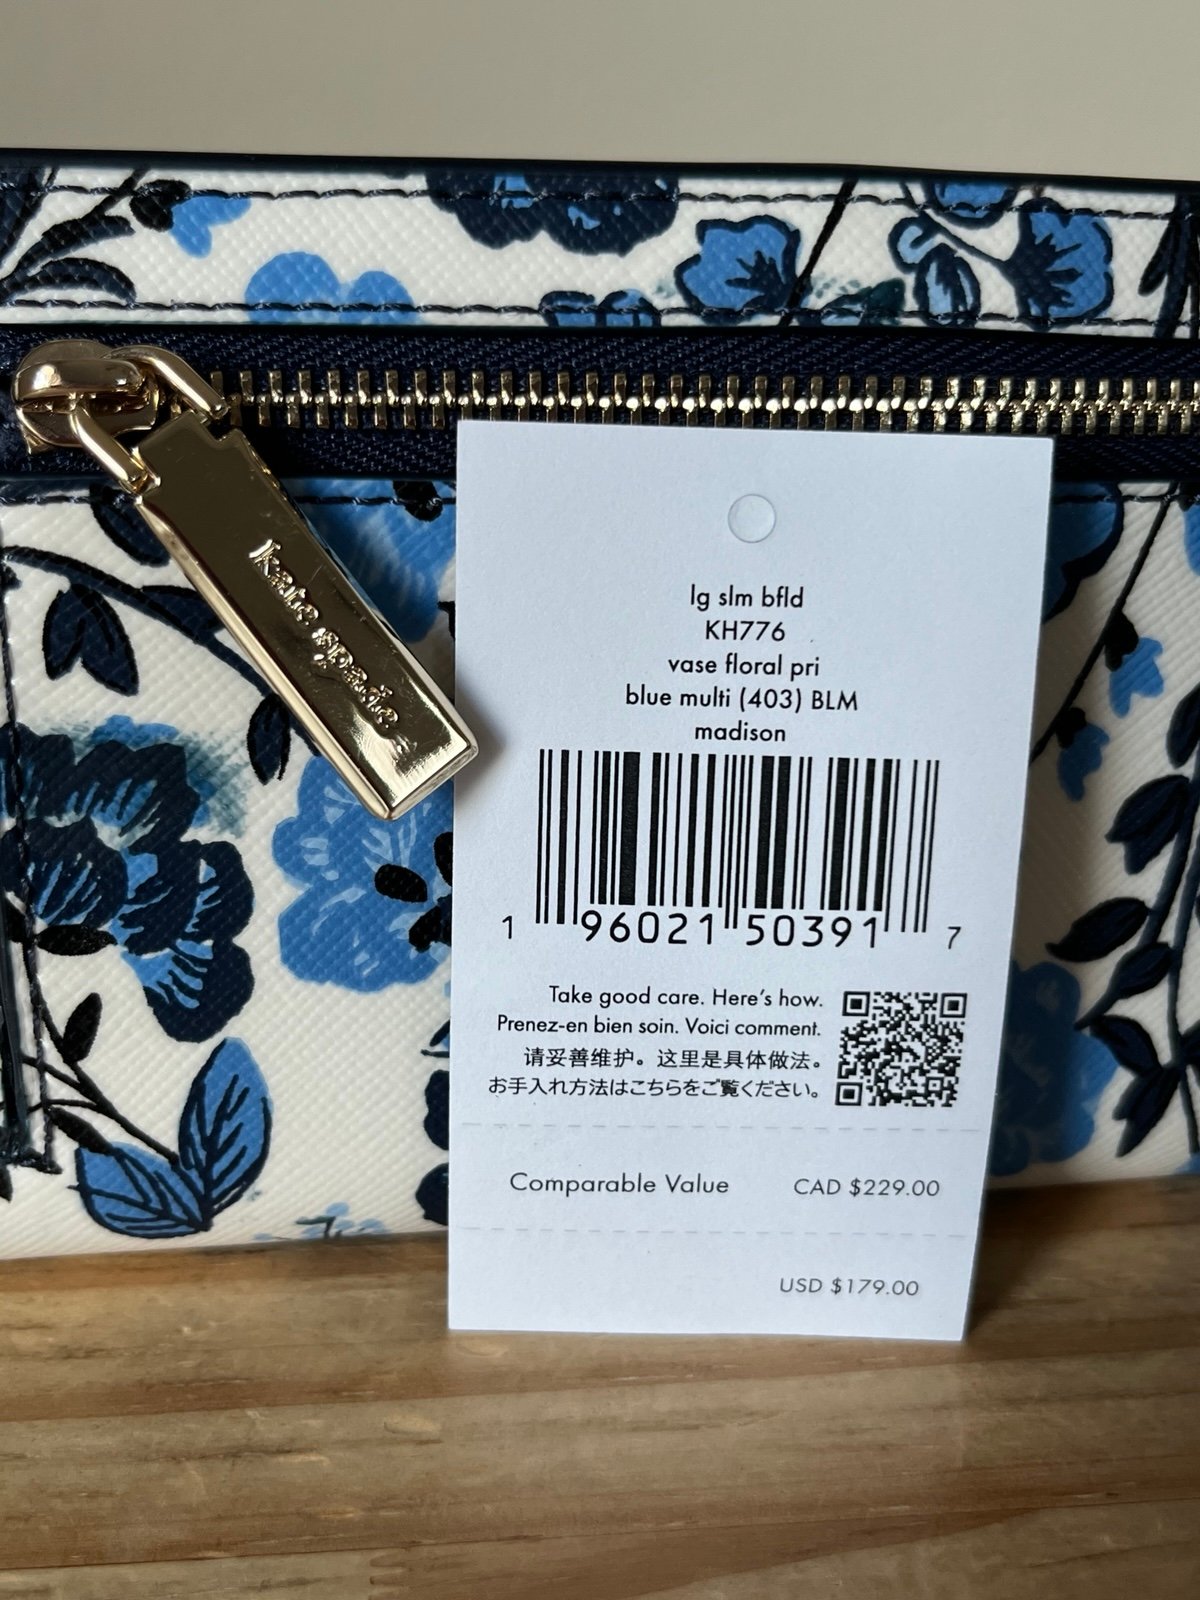 kate spade
lg slm bfld
KH776
vase floral pri
blue multi (403) BLM
madison
1 96021 50391 7
Take good care. Here's how.
Prenez-en bien soin. Voici comment.
请妥善维护。这里是具体做法。
お手入れ方法はこちらをご覧ください。
Comparable Value CAD $229.00
USD $179.00